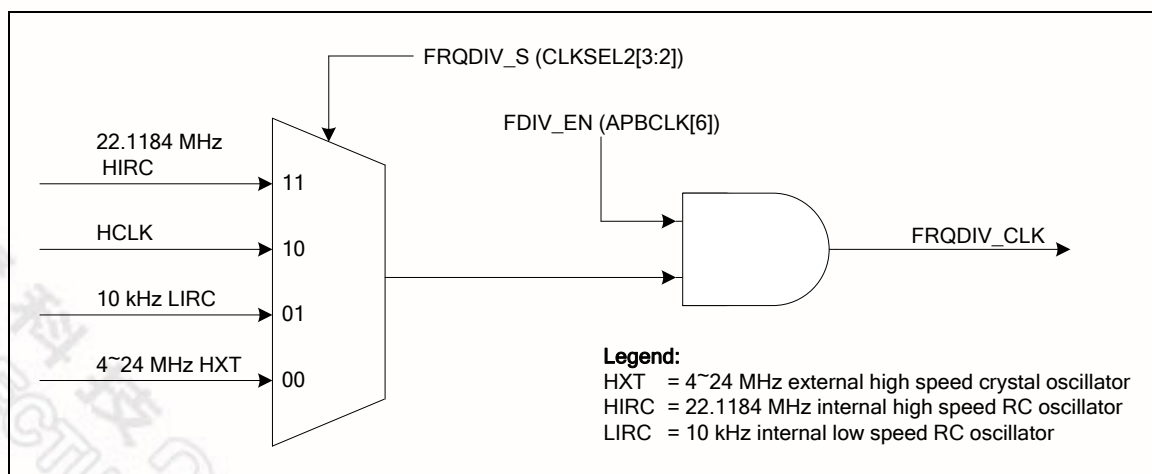 FRQDIV_S (CLKSEL2[3:2])
FDIV_EN (APBCLK[6])
22.1184 MHz
HIRC
11
HCLK
10
10 kHz LIRC
01
4~24 MHz HXT
00
FRQDIV_CLK
Legend:
HXT = 4~24 MHz external high speed crystal oscillator
HIRC = 22.1184 MHz internal high speed RC oscillator
LIRC = 10 kHz internal low speed RC oscillator
科技